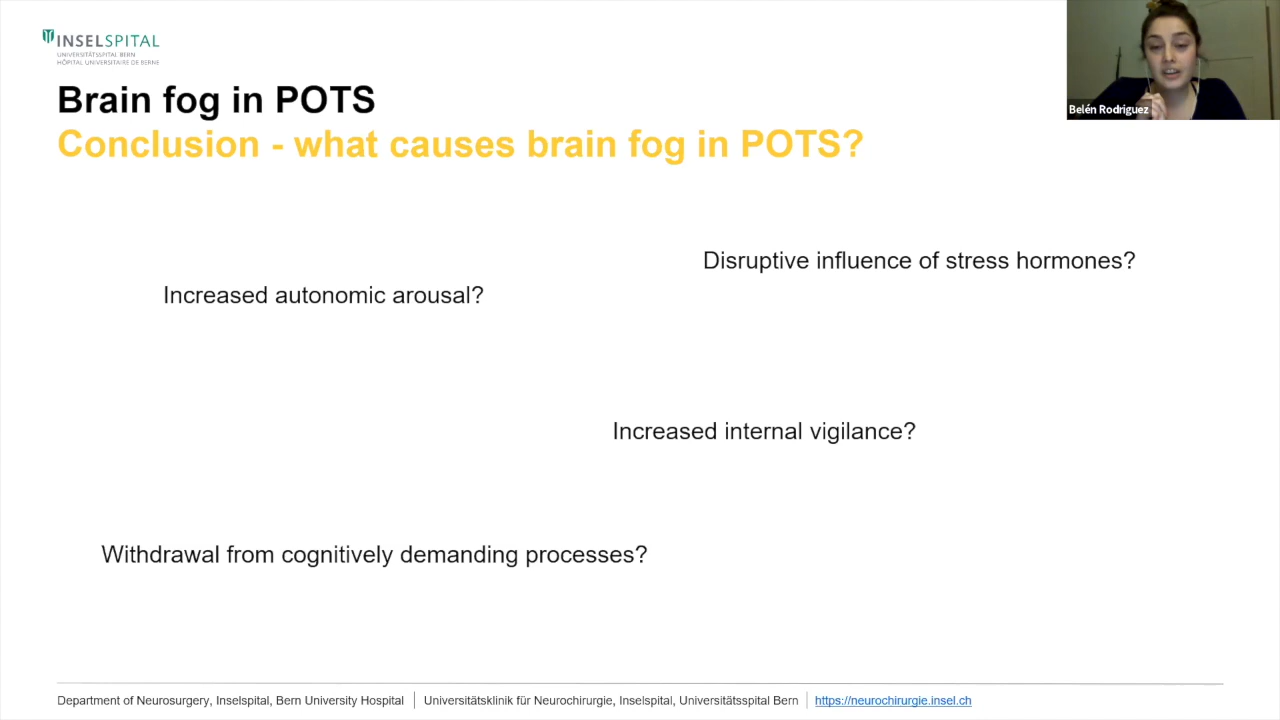 INSELSPITAL
UNIVERSITÄTSSPITAL BERN
HÔPITAL UNIVERSITAIRE DE BERNE
Belén Rodriguez
Brain fog in POTS
Conclusion - what causes brain fog in POTS?
Disruptive influence of stress hormones?
Increased autonomic arousal?
Increased internal vigilance?
Withdrawal from cognitively demanding processes?
Department of Neurosurgery, Inselspital, Bern University Hospital | Universitätsklinik für Neurochirurgie, Inselspital, Universitätsspital Bern | https://neurochirurgie.insel.ch